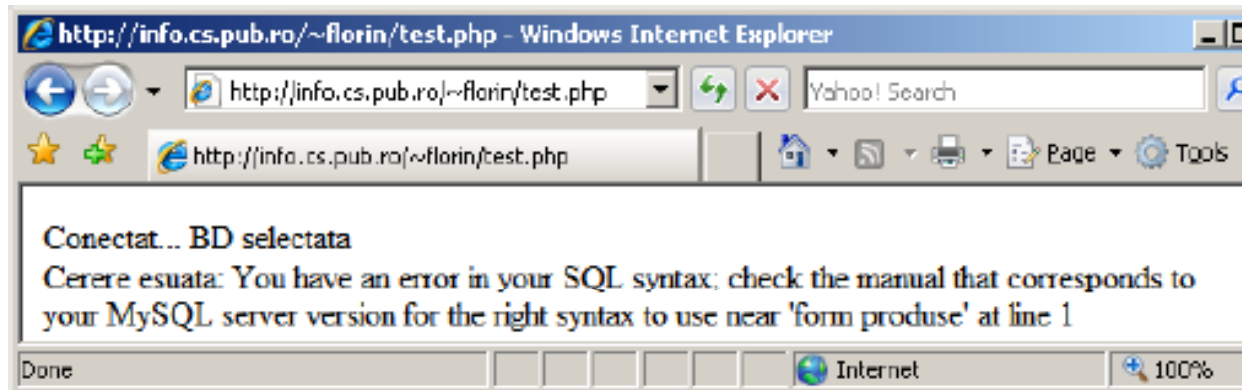 http://info.cs.pub.ro/~florin/test.php - Windows Internet Explorer
http://info.cs.pub.ro/~florin/test.php Yahoo! Search
http://info.cs.pub.ro/~florin/test.php Page Tools
Conectat... BD selectata
Cerere esuata: You have an error in your SQL syntax; check the manual that corresponds to
your MySQL server version for the right syntax to use near 'form produse' at line 1
Done Internet 100%